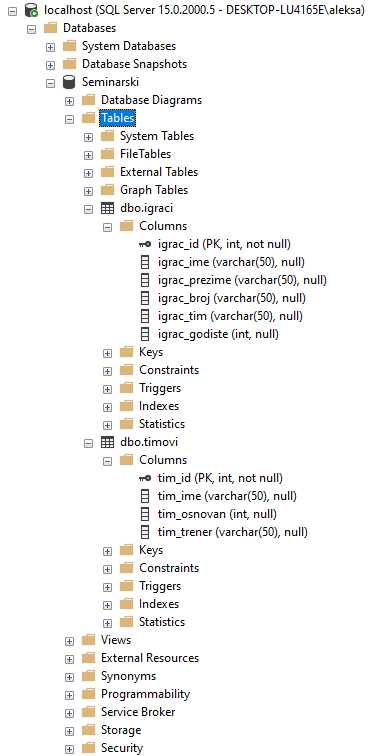 localhost (SQL Server 15.0.2000.5 - DESKTOP-LU4165E\aleksa)
Databases
System Databases
Database Snapshots
Seminarski
Database Diagrams
Tables
System Tables
FileTables
External Tables
Graph Tables
dbo.igraci
Columns
igrac_id (PK, int, not null)
igrac_ime (varchar(50), null)
igrac_prezime (varchar(50), null)
igrac_broj (varchar(50), null)
igrac_tim (varchar(50), null)
igrac_godiste (int, null)
Keys
Constraints
Triggers
Indexes
Statistics
dbo.timovi
Columns
tim_id (PK, int, not null)
tim_ime (varchar(50), null)
tim_osnovan (int, null)
tim_trener (varchar(50), null)
Keys
Constraints
Triggers
Indexes
Statistics
Views
External Resources
Synonyms
Programmability
Service Broker
Storage
Security